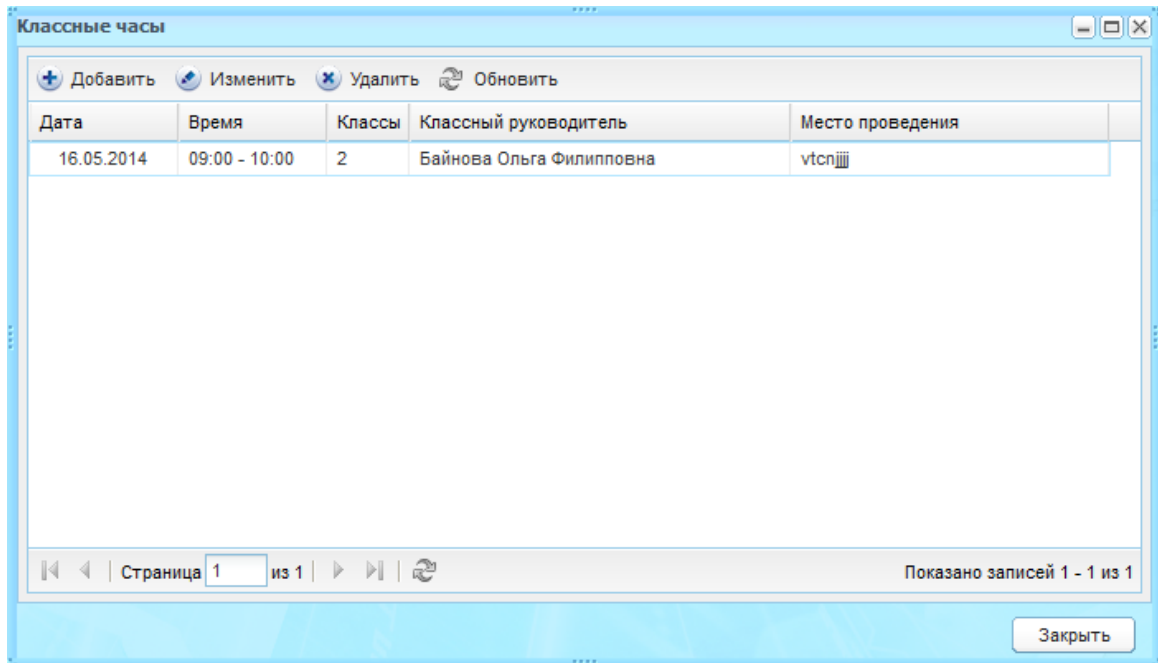 Классные часы
Добавить Изменить Удалить Обновить
Дата Время Классы Классный руководитель Место проведения
16.05.2014 09:00 - 10:00 2 Байнова Ольга Филипповна vtcnjjjj
Страница 1 из 1 Показано записей 1 - 1 из 1
Закрыть